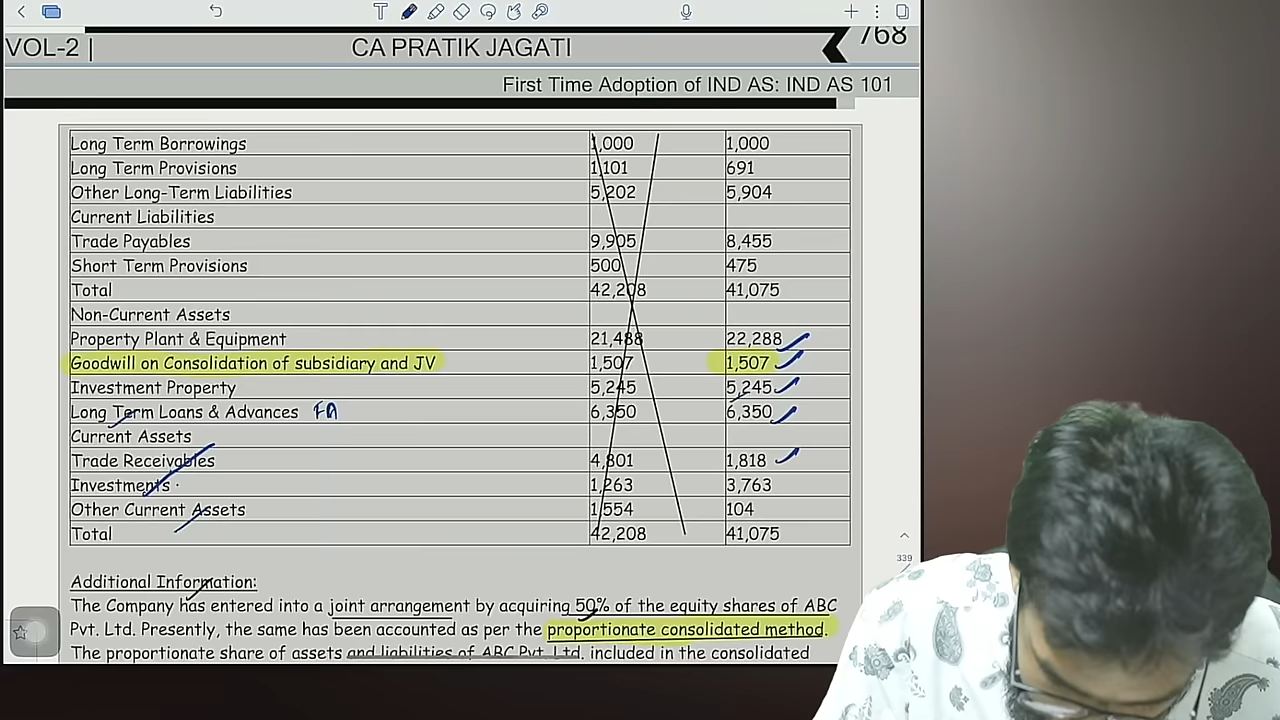 VOL-2 | CA PRATIK JAGATI 768
First Time Adoption of IND AS: IND AS 101
Long Term Borrowings 1,000 1,000
Long Term Provisions 1,101 691
Other Long-Term Liabilities 5,202 5,904
Current Liabilities
Trade Payables 9,905 8,455
Short Term Provisions 500 475
Total 42,208 41,075
Non-Current Assets
Property Plant & Equipment 21,488 22,288
Goodwill on Consolidation of subsidiary and JV 1,507 1,507
Investment Property 5,245 5,245
Long Term Loans & Advances FA 6,350 6,350
Current Assets
Trade Receivables 4,801 1,818
Investments 1,263 3,763
Other Current Assets 1,554 104
Total 42,208 41,075
339
Additional Information:
The Company has entered into a joint arrangement by acquiring 50% of the equity shares of ABC
Pvt. Ltd. Presently, the same has been accounted as per the proportionate consolidated method.
The proportionate share of assets and liabilities of ABC Pvt. Ltd. included in the consolidated